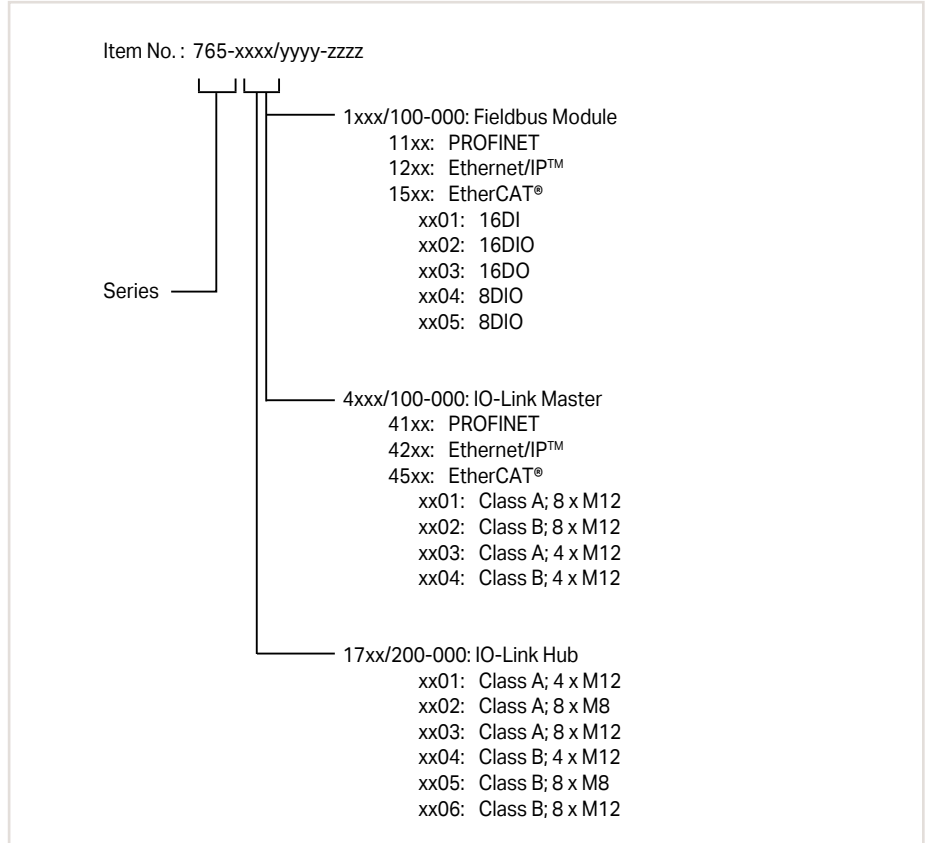 Item No. : 765-xxxx/yyyy-zzzz
1xxx/100-000: Fieldbus Module
11xx: PROFINET
12xx: Ethernet/IP™
15xx: EtherCAT®
xx01: 16DI
xx02: 16DIO
xx03: 16DO
xx04: 8DIO
xx05: 8DIO
Series
4xxx/100-000: IO-Link Master
41xx: PROFINET
42xx: Ethernet/IP™
45xx: EtherCAT®
xx01: Class A; 8 x M12
xx02: Class B; 8 x M12
xx03: Class A; 4 x M12
xx04: Class B; 4 x M12
17xx/200-000: IO-Link Hub
xx01: Class A; 4 x M12
xx02: Class A; 8 x M8
xx03: Class A; 8 x M12
xx04: Class B; 4 x M12
xx05: Class B; 8 x M8
xx06: Class B; 8 x M12